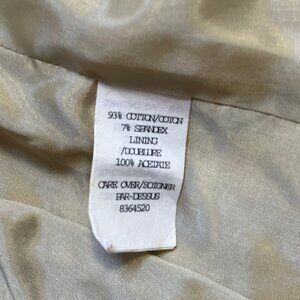 93% COTTON/COTON
7% SPANDEX
LINING
/DOUBLURE
100% ACETATE
CARE OVER/SOIGNER
PAR-DESSUS
8364520